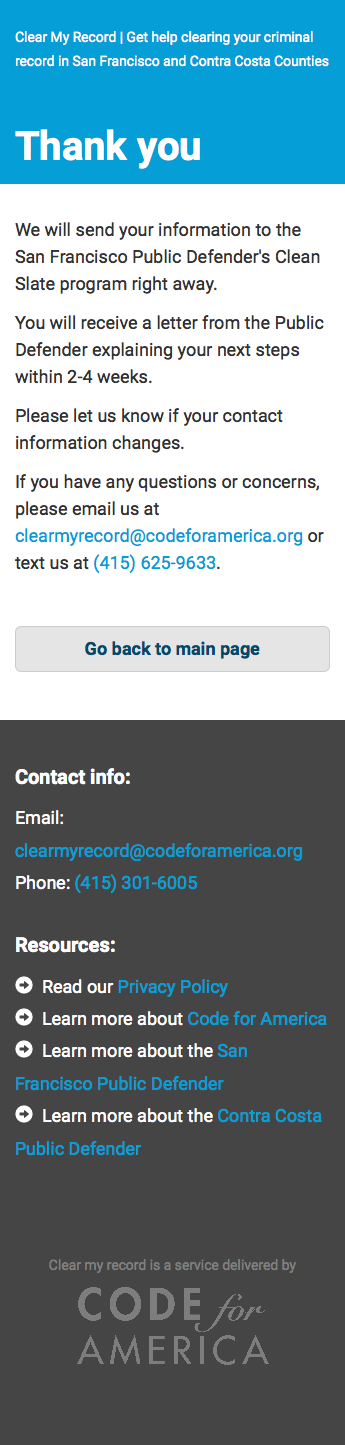 Clear My Record | Get help clearing your criminal
record in San Francisco and Contra Costa Counties
Thank you
We will send your information to the
San Francisco Public Defender's Clean
Slate program right away.
You will receive a letter from the Public
Defender explaining your next steps
within 2-4 weeks.
Please let us know if your contact
information changes.
If you have any questions or concerns,
please email us at
clearmyrecord@codeforamerica.org or
text us at (415) 625-9633.
Go back to main page
Contact info:
Email:
clearmyrecord@codeforamerica.org
Phone: (415) 301-6005
Resources:
Read our Privacy Policy
Learn more about Code for America
Learn more about the San
Francisco Public Defender
Learn more about the Contra Costa
Public Defender
Clear my record is a service delivered by
CODE for
AMERICA